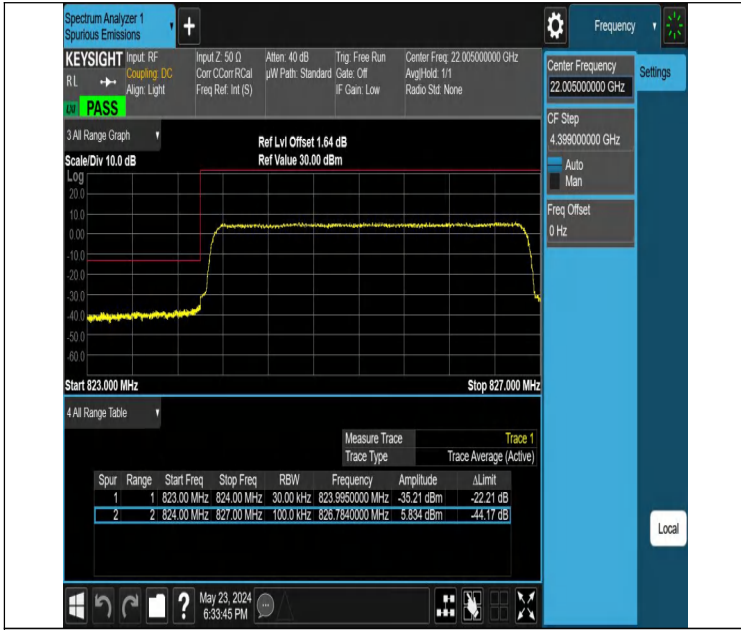 Spectrum Analyzer 1
Spurious Emissions
+
Frequency
KEYSIGHT Input: RF Input Z: 50 Ω Atten: 40 dB Trig: Free Run Center Freq: 22.005000000 GHz
RL Coupling: DC Corr CCorr RCal µW Path: Standard Gate: Off Avg|Hold: 1/1
Align: Light Freq Ref: Int (S) IF Gain: Low Radio Std: None
PASS
Center Frequency
22.005000000 GHz
Settings
CF Step
4.399000000 GHz
Auto
Man
Freq Offset
0 Hz
3 All Range Graph
Ref Lvl Offset 1.64 dB
Scale/Div 10.0 dB Ref Value 30.00 dBm
Log
20.0
10.0
0.00
-10.0
-20.0
-30.0
-40.0
-50.0
-60.0
Start 823.000 MHz Stop 827.000 MHz
4 All Range Table
Measure Trace Trace 1
Trace Type Trace Average (Active)
Spur Range Start Freq Stop Freq RBW Frequency Amplitude ΔLimit
1 1 823.00 MHz 824.00 MHz 30.00 kHz 823.9950000 MHz -35.21 dBm -22.21 dB
2 2 824.00 MHz 827.00 MHz 100.0 kHz 826.7840000 MHz 5.834 dBm -44.17 dB
Local
? May 23, 2024
6:33:45 PM